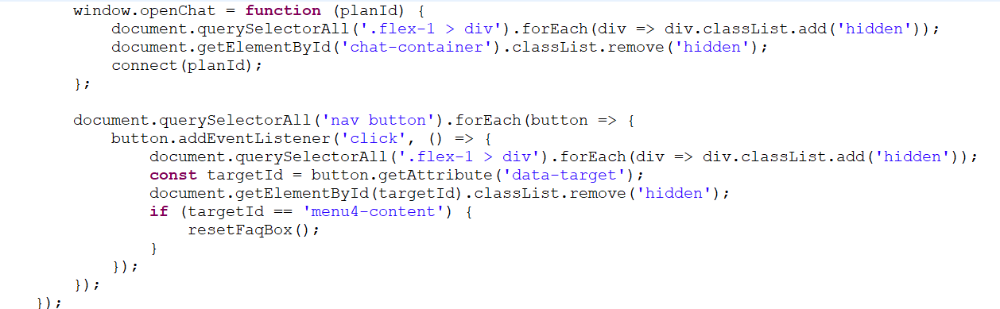 window.openChat = function (planId) {
document.querySelectorAll('.flex-1 > div').forEach(div => div.classList.add('hidden'));
document.getElementById('chat-container').classList.remove('hidden');
connect(planId);
};
document.querySelectorAll('nav button').forEach(button => {
button.addEventListener('click', () => {
document.querySelectorAll('.flex-1 > div').forEach(div => div.classList.add('hidden'));
const targetId = button.getAttribute('data-target');
document.getElementById(targetId).classList.remove('hidden');
if (targetId == 'menu4-content') {
resetFaqBox();
}
});
});
});